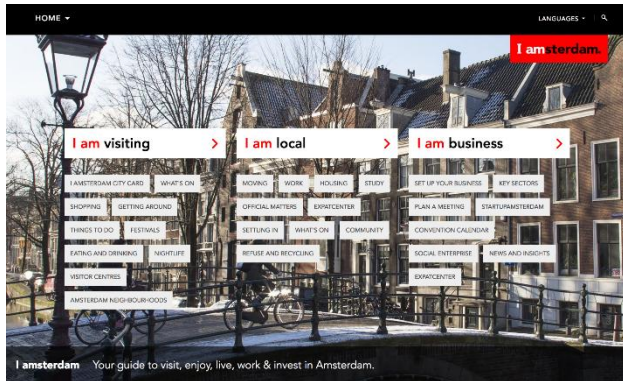 HOME
LANGUAGES
I amsterdam.
I am visiting
I AMSTERDAM CITY CARD WHAT'S ON
SHOPPING GETTING AROUND
THINGS TO DO FESTIVALS
EATING AND DRINKING NIGHTLIFE
VISITOR CENTRES
AMSTERDAM NEIGHBOURHOODS
I am local
MOVING WORK HOUSING STUDY
OFFICIAL MATTERS EXPATCENTER
SETTLING IN WHAT'S ON COMMUNITY
REFUSE AND RECYCLING
I am business
SET UP YOUR BUSINESS KEY SECTORS
PLAN A MEETING STARTUPAMSTERDAM
CONVENTION CALENDAR
SOCIAL ENTERPRISE NEWS AND INSIGHTS
EXPATCENTER
I amsterdam Your guide to visit, enjoy, live, work & invest in Amsterdam.